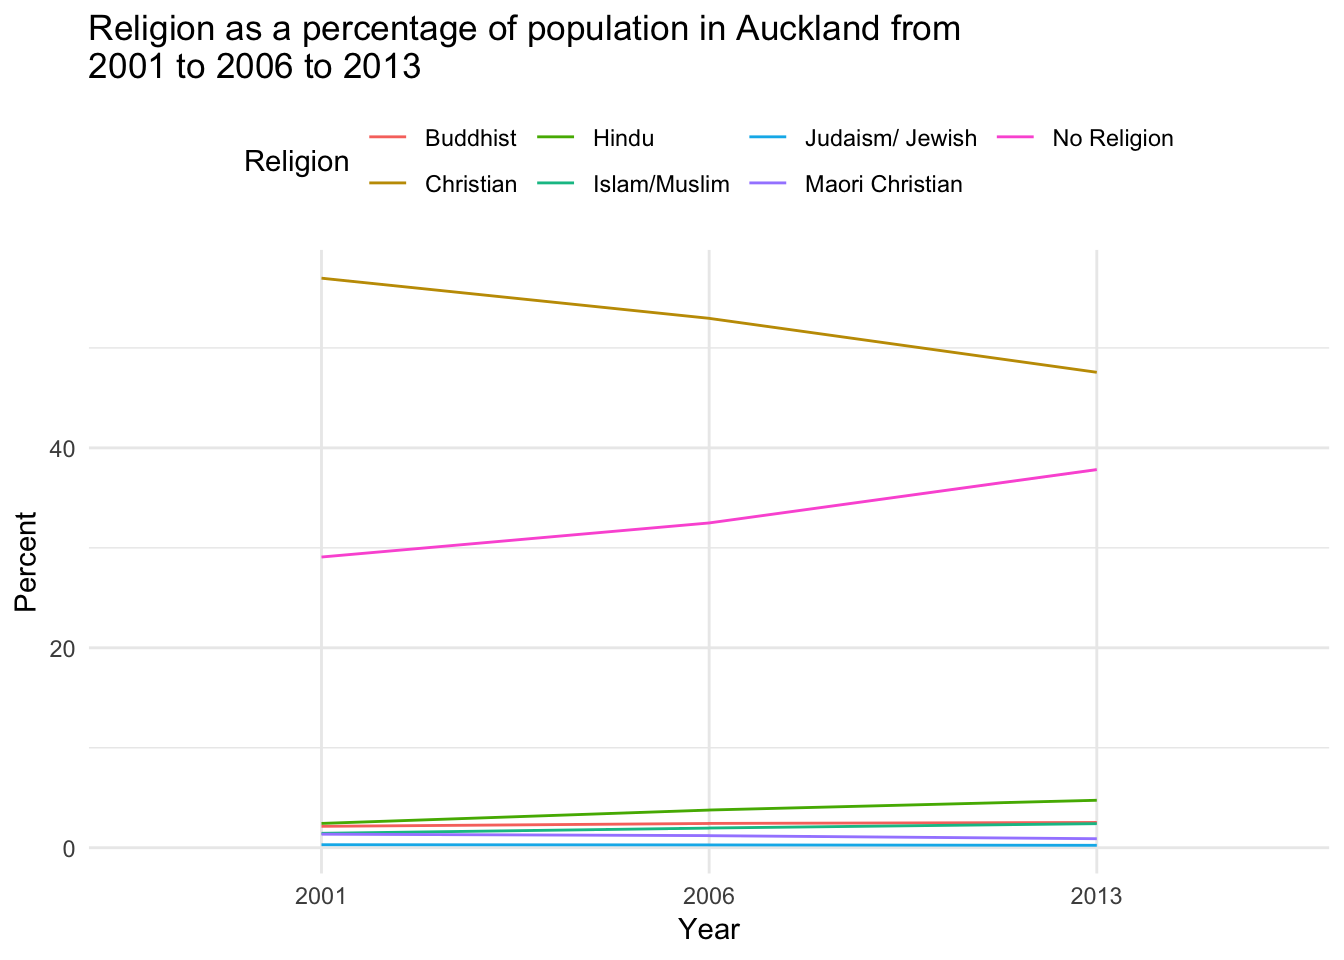 Religion as a percentage of population in Auckland from
2001 to 2006 to 2013
Religion
Buddhist Hindu Judaism/ Jewish No Religion
Christian Islam/Muslim Maori Christian
Percent
40
20
0
2001 2006 2013
Year